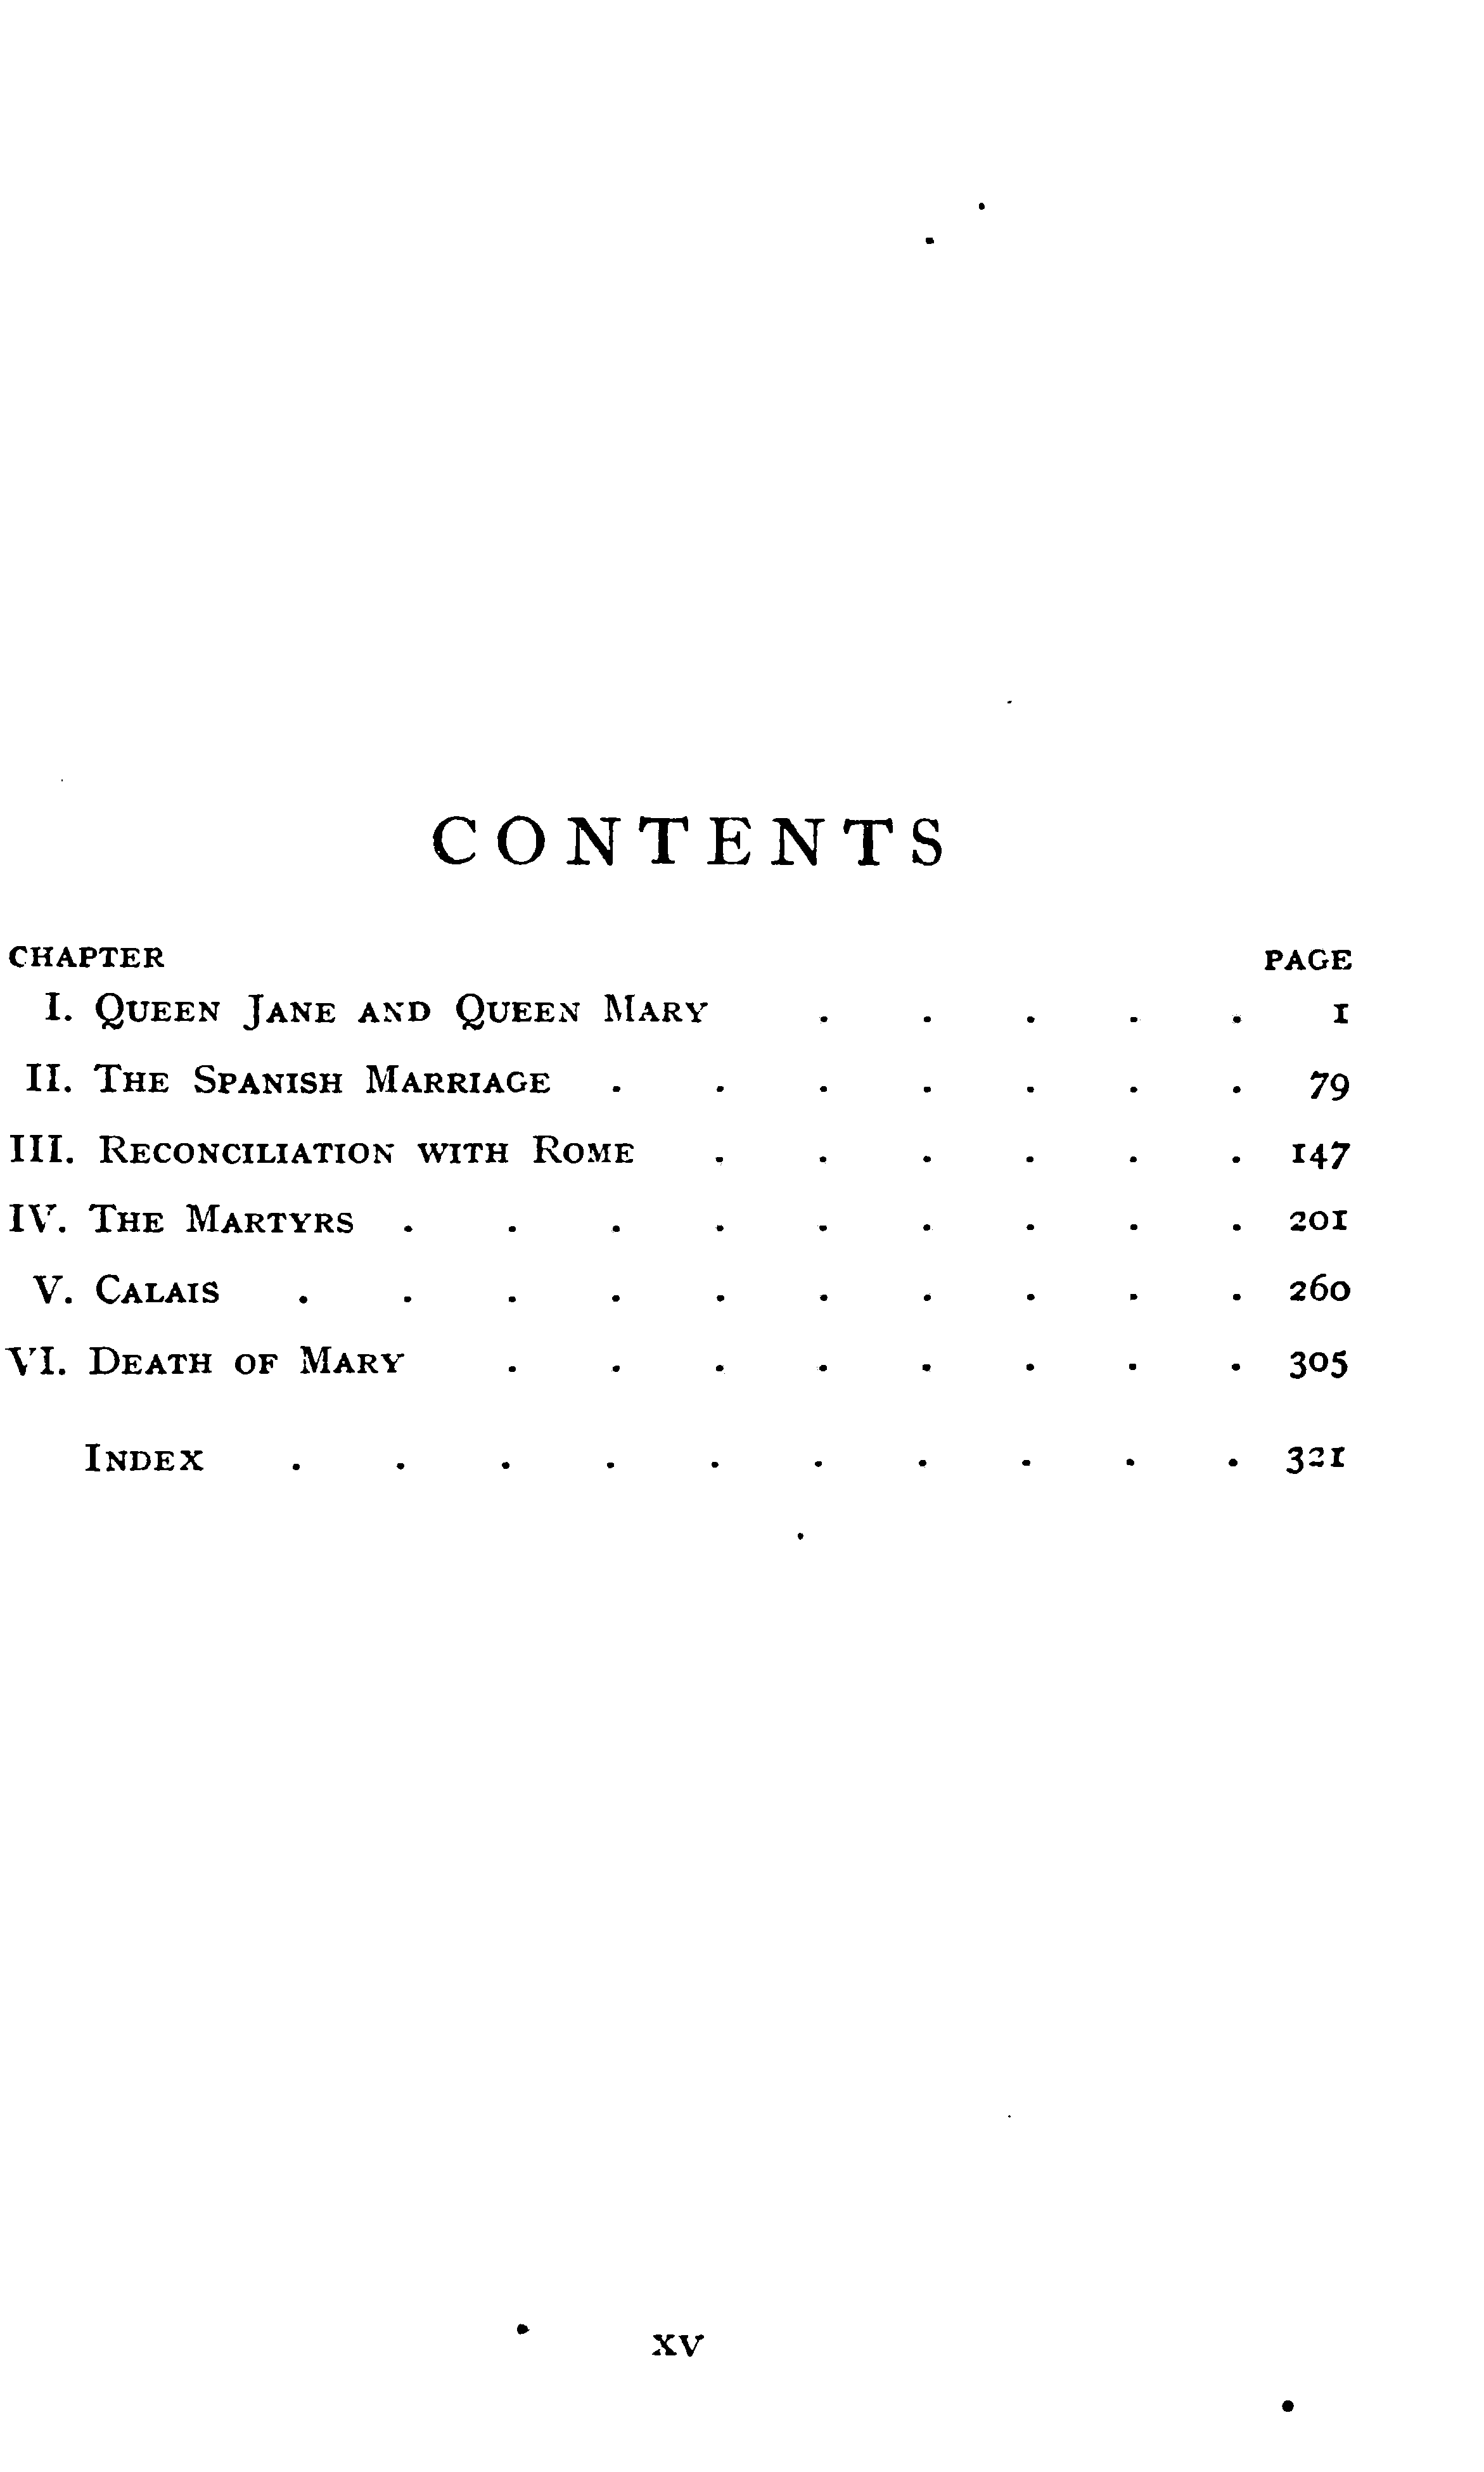 CONTENTS
CHAPTER PAGE
I. QUEEN JANE AND QUEEN MARY . . . . . 1
II. THE SPANISH MARRIAGE . . . . . . . 79
III. RECONCILIATION WITH ROME . . . . . . 147
IV. THE MARTYRS . . . . . . . . . 201
V. CALAIS . . . . . . . . . . 260
VI. DEATH OF MARY . . . . . . . . 305
INDEX . . . . . . . . . . 321
xv